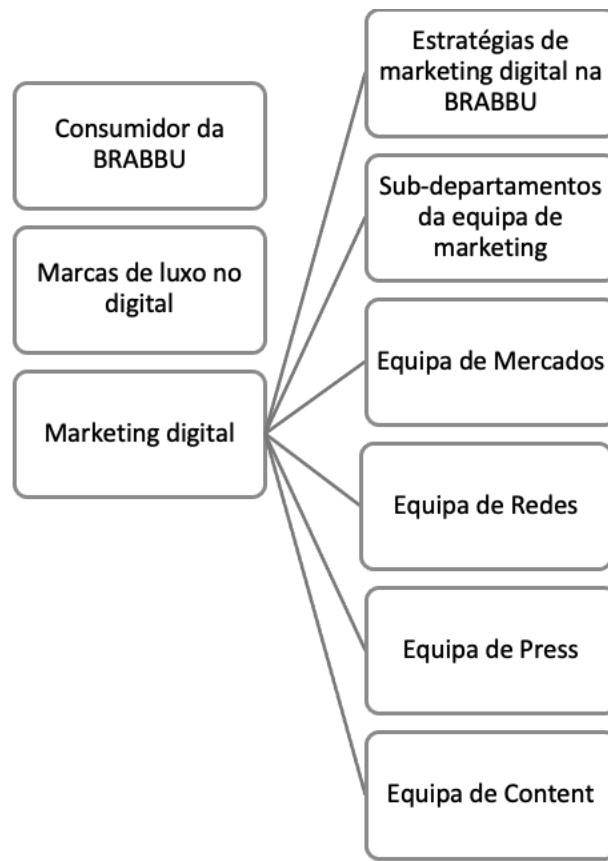 Consumidor da
BRABBU
Marcas de luxo no
digital
Marketing digital
Estratégias de
marketing digital na
BRABBU
Sub-departamentos
da equipa de
marketing
Equipa de Mercados
Equipa de Redes
Equipa de Press
Equipa de Content